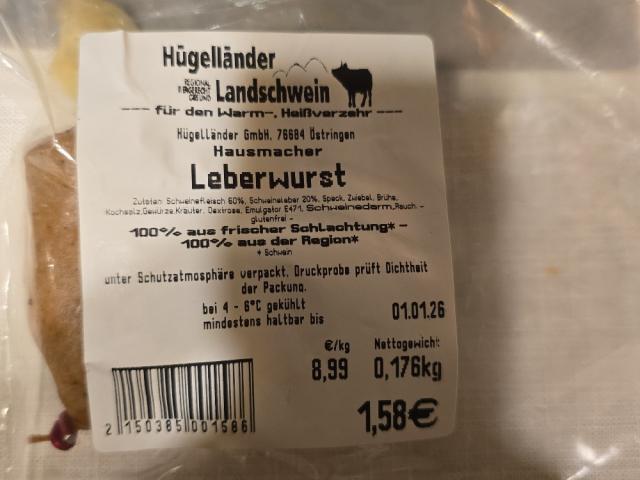 Hügelländer
REGIONAL
Landschwein
--- für den Warm-, Heißverzehr ---
Hügelländer GmbH. 76684 Östringen
Hausmacher
Leberwurst
Zutaten: Schweinefleisch 60%, Schweineleber 20%, Speck, Zwiebel, Brühe,
Kochsalz,Gewürze,Kräuter, Dextrose, Emulgator E471, Schweinedarm,Rauch. -
glutenfrei -
100% aus frischer Schlachtung* -
100% aus der Region*
* Schwein
unter Schutzatmosphäre verpackt. Druckprobe prüft Dichtheit
der Packung.
bei 4 - 6°C gekühlt
mindestens haltbar bis 01.01.26
€/kg Nettogewicht
8,99 0,176kg
1,58€
2 150385 001586